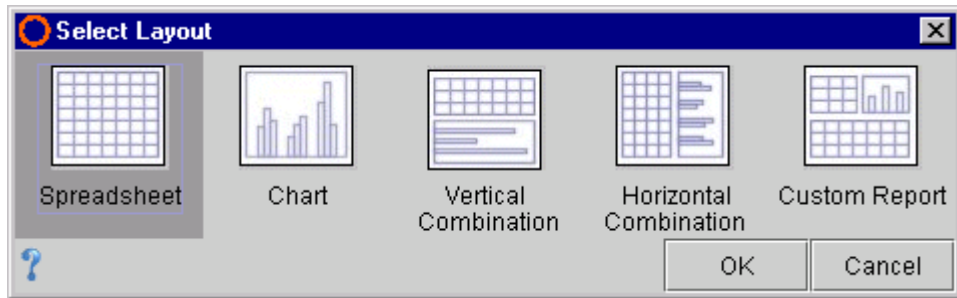 Select Layout
Spreadsheet
Chart
Vertical
Combination
Horizontal
Combination
Custom Report
?
OK
Cancel